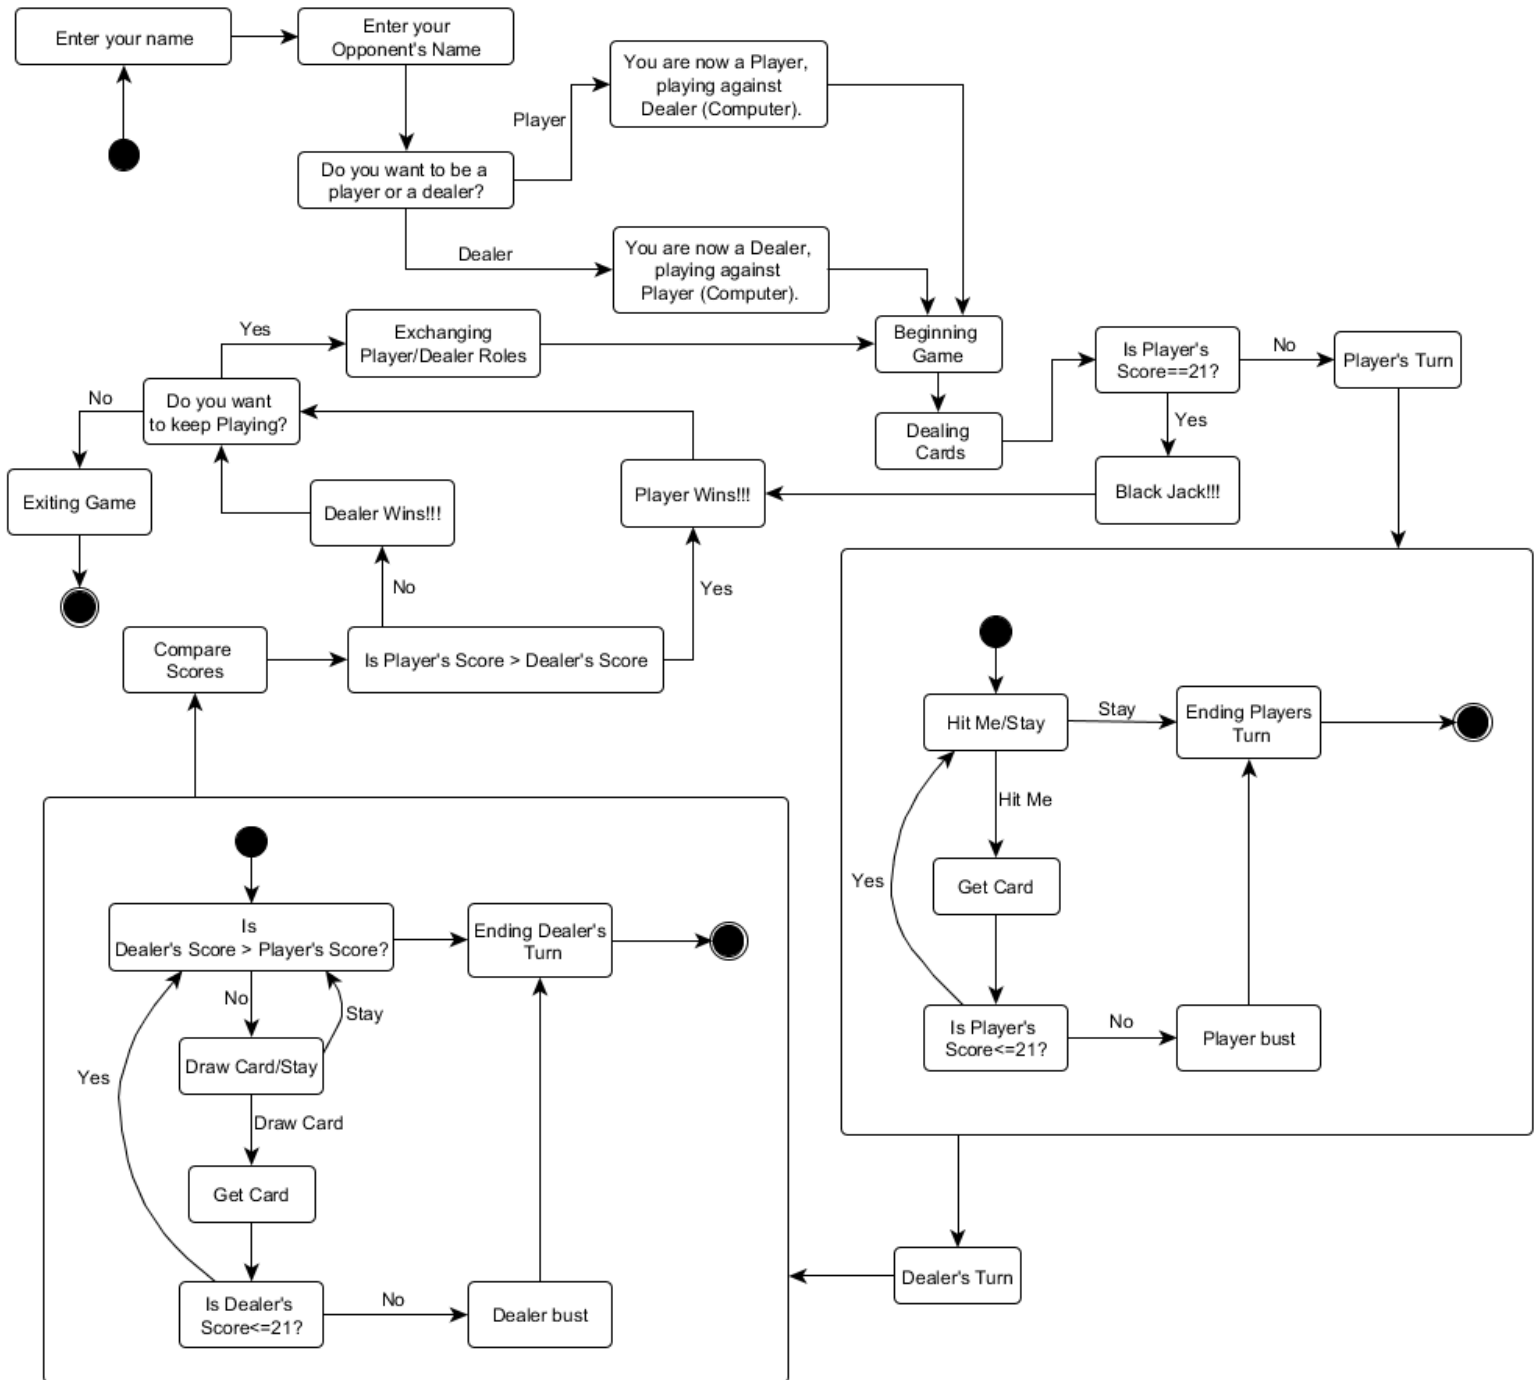 Enter your name
Enter your
Opponent's Name
You are now a Player,
playing against
Dealer (Computer).
Player
Do you want to be a
player or a dealer?
Dealer
You are now a Dealer,
playing against
Player (Computer).
Yes
Exchanging
Player/Dealer Roles
Beginning
Game
Is Player's
Score==21?
No
Player's Turn
No
Do you want
to keep Playing?
Dealing
Cards
Yes
Exiting Game
Dealer Wins!!!
Player Wins!!!
Black Jack!!!
No
Yes
Compare
Scores
Is Player's Score > Dealer's Score
Hit Me/Stay
Stay
Ending Players
Turn
Hit Me
Yes
Get Card
Is Player's
Score<=21?
No
Player bust
Is
Dealer's Score > Player's Score?
Ending Dealer's
Turn
No
Stay
Draw Card/Stay
Yes
Draw Card
Get Card
Is Dealer's
Score<=21?
No
Dealer bust
Dealer's Turn